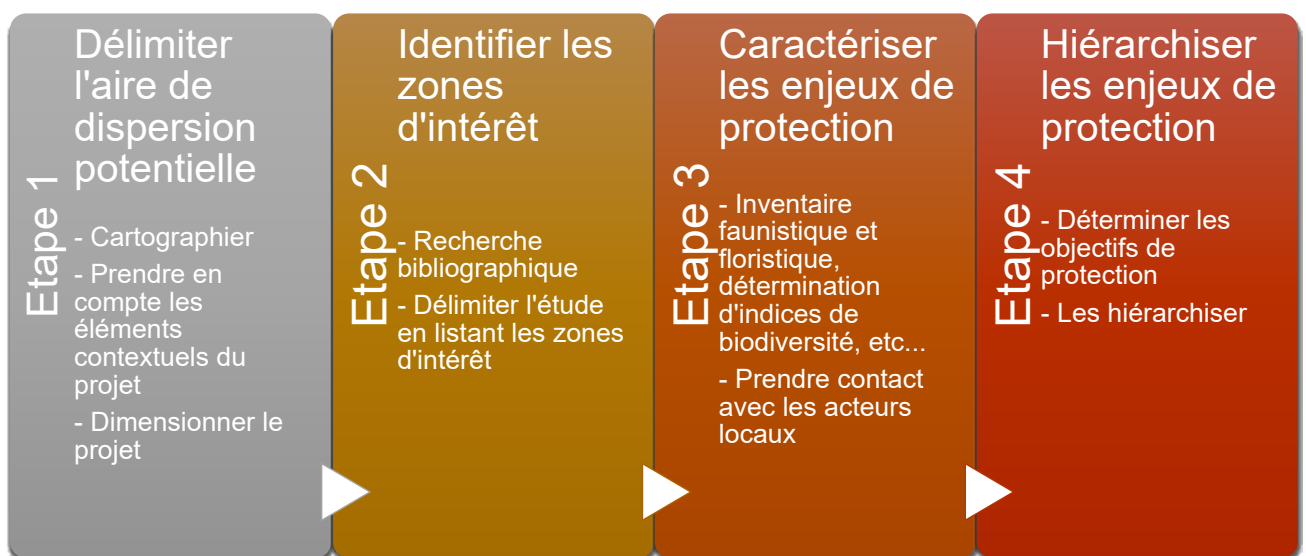 Etape 1
Délimiter
l'aire de
dispersion
potentielle
- Cartographier
- Prendre en
compte les
éléments
contextuels du
projet
- Dimensionner le
projet
Etape 2
Identifier les
zones
d'intérêt
- Recherche
bibliographique
- Délimiter l'étude
en listant les zones
d'intérêt
Etape 3
Caractériser
les enjeux de
protection
- Inventaire
faunistique et
floristique,
détermination
d'indices de
biodiversité, etc...
- Prendre contact
avec les acteurs
locaux
Etape 4
Hiérarchiser
les enjeux de
protection
- Déterminer les
objectifs de
protection
- Les hiérarchiser